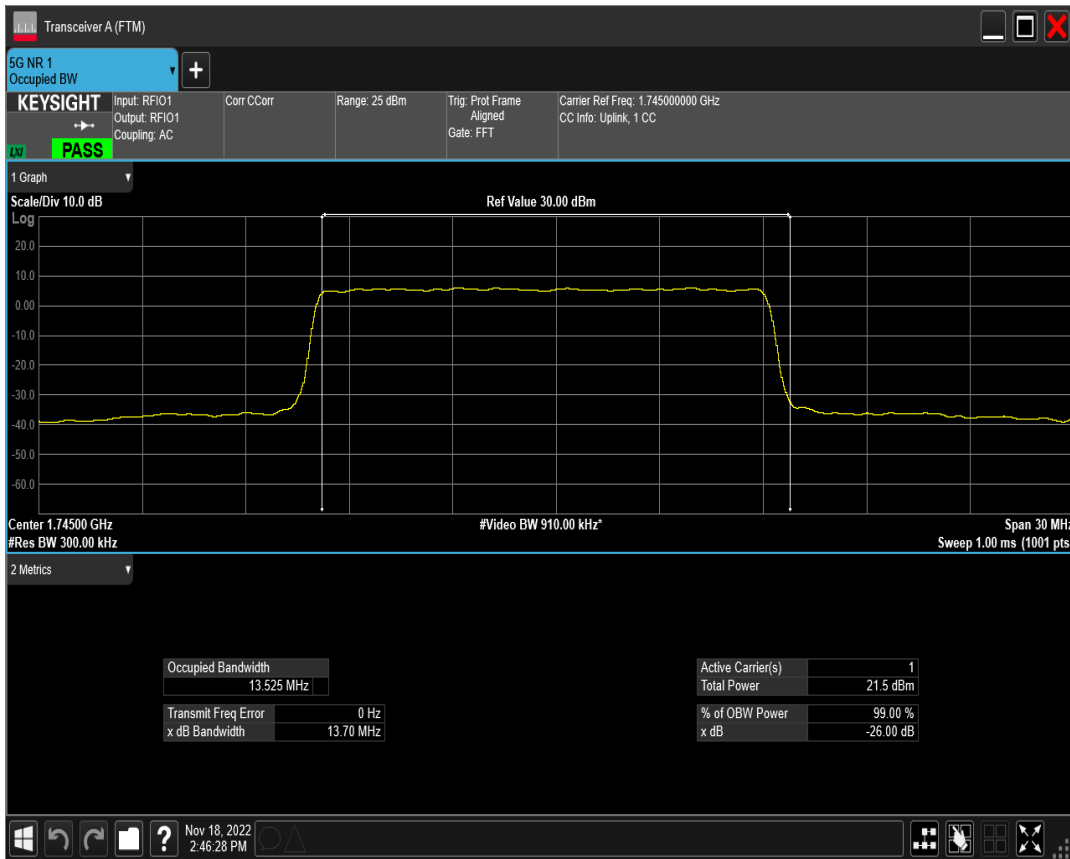 Transceiver A (FTM)
5G NR 1
Occupied BW
+
KEYSIGHT
LXI
PASS
Input: RFIO1
Output: RFIO1
Coupling: AC
Corr CCorr
Range: 25 dBm
Trig: Prot Frame
Aligned
Gate: FFT
Carrier Ref Freq: 1.745000000 GHz
CC Info: Uplink, 1 CC
1 Graph
Scale/Div 10.0 dB
Ref Value 30.00 dBm
Log
20.0
10.0
0.00
-10.0
-20.0
-30.0
-40.0
-50.0
-60.0
Center 1.74500 GHz
#Video BW 910.00 kHz*
Span 30 MHz
#Res BW 300.00 kHz
Sweep 1.00 ms (1001 pts
2 Metrics
Occupied Bandwidth
13.525 MHz
Transmit Freq Error 0 Hz
x dB Bandwidth 13.70 MHz
Active Carrier(s) 1
Total Power 21.5 dBm
% of OBW Power 99.00 %
x dB -26.00 dB
?
Nov 18, 2022
2:46:28 PM